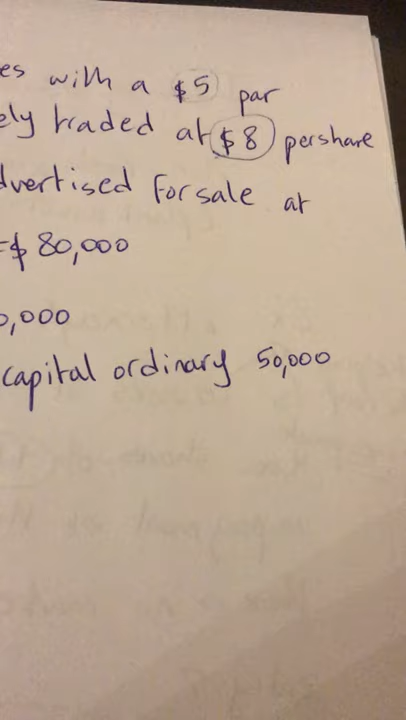 es with a $5 par
ely traded at $8 pershare
dvertised for sale at
=$ 80,000
0,000
capital ordinary 50,000